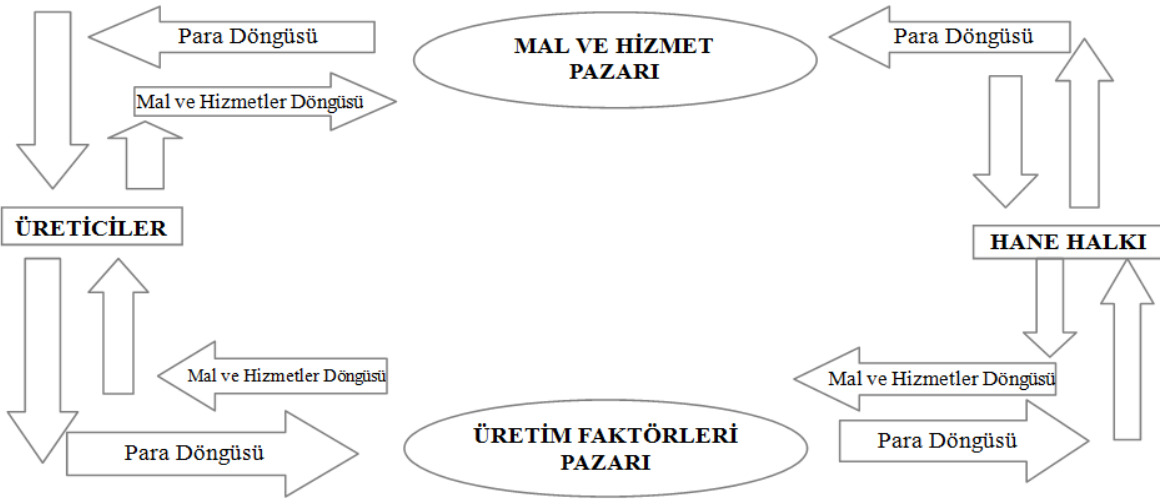 Para Döngüsü
MAL VE HİZMET
PAZARI
Para Döngüsü
Mal ve Hizmetler Döngüsü
ÜRETİCİLER
HANE HALKI
Mal ve Hizmetler Döngüsü
Mal ve Hizmetler Döngüsü
Para Döngüsü
ÜRETİM FAKTÖRLERİ
PAZARI
Para Döngüsü